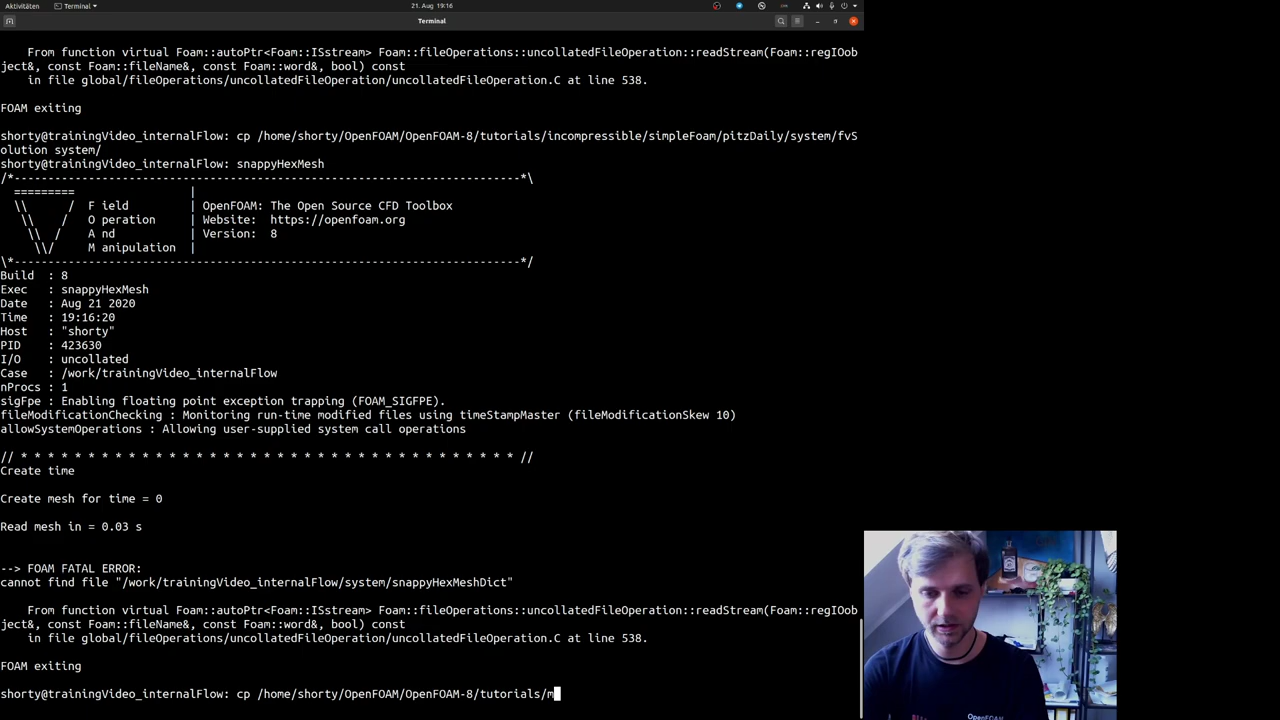 Aktivitäten
Terminal
21. Aug 19:16
Terminal
From function virtual Foam::autoPtr<Foam::ISstream> Foam::fileOperations::uncollatedFileOperation::readStream(Foam::regIOob
ject&, const Foam::fileName&, const Foam::word&, bool) const
in file global/fileOperations/uncollatedFileOperation/uncollatedFileOperation.C at line 538.
FOAM exiting
shorty@trainingVideo_internalFlow: cp /home/shorty/OpenFOAM/OpenFOAM-8/tutorials/incompressible/simpleFoam/pitzDaily/system/fvS
olution system/
shorty@trainingVideo_internalFlow: snappyHexMesh
/*---------------------------------------------------------------------------*\
========= |
\\ / F ield | OpenFOAM: The Open Source CFD Toolbox
\\ / O peration | Website: https://openfoam.org
\\ / A nd | Version: 8
\\/ M anipulation |
\*---------------------------------------------------------------------------*/
Build : 8
Exec : snappyHexMesh
Date : Aug 21 2020
Time : 19:16:20
Host : "shorty"
PID : 423630
I/O : uncollated
Case : /work/trainingVideo_internalFlow
nProcs : 1
sigFpe : Enabling floating point exception trapping (FOAM_SIGFPE).
fileModificationChecking : Monitoring run-time modified files using timeStampMaster (fileModificationSkew 10)
allowSystemOperations : Allowing user-supplied system call operations
// * * * * * * * * * * * * * * * * * * * * * * * * * * * * * * * * * * * * * //
Create time
Create mesh for time = 0
Read mesh in = 0.03 s
--> FOAM FATAL ERROR:
cannot find file "/work/trainingVideo_internalFlow/system/snappyHexMeshDict"
From function virtual Foam::autoPtr<Foam::ISstream> Foam::fileOperations::uncollatedFileOperation::readStream(Foam::regIOob
ject&, const Foam::fileName&, const Foam::word&, bool) const
in file global/fileOperations/uncollatedFileOperation/uncollatedFileOperation.C at line 538.
FOAM exiting
shorty@trainingVideo_internalFlow: cp /home/shorty/OpenFOAM/OpenFOAM-8/tutorials/m
OpenFOAM